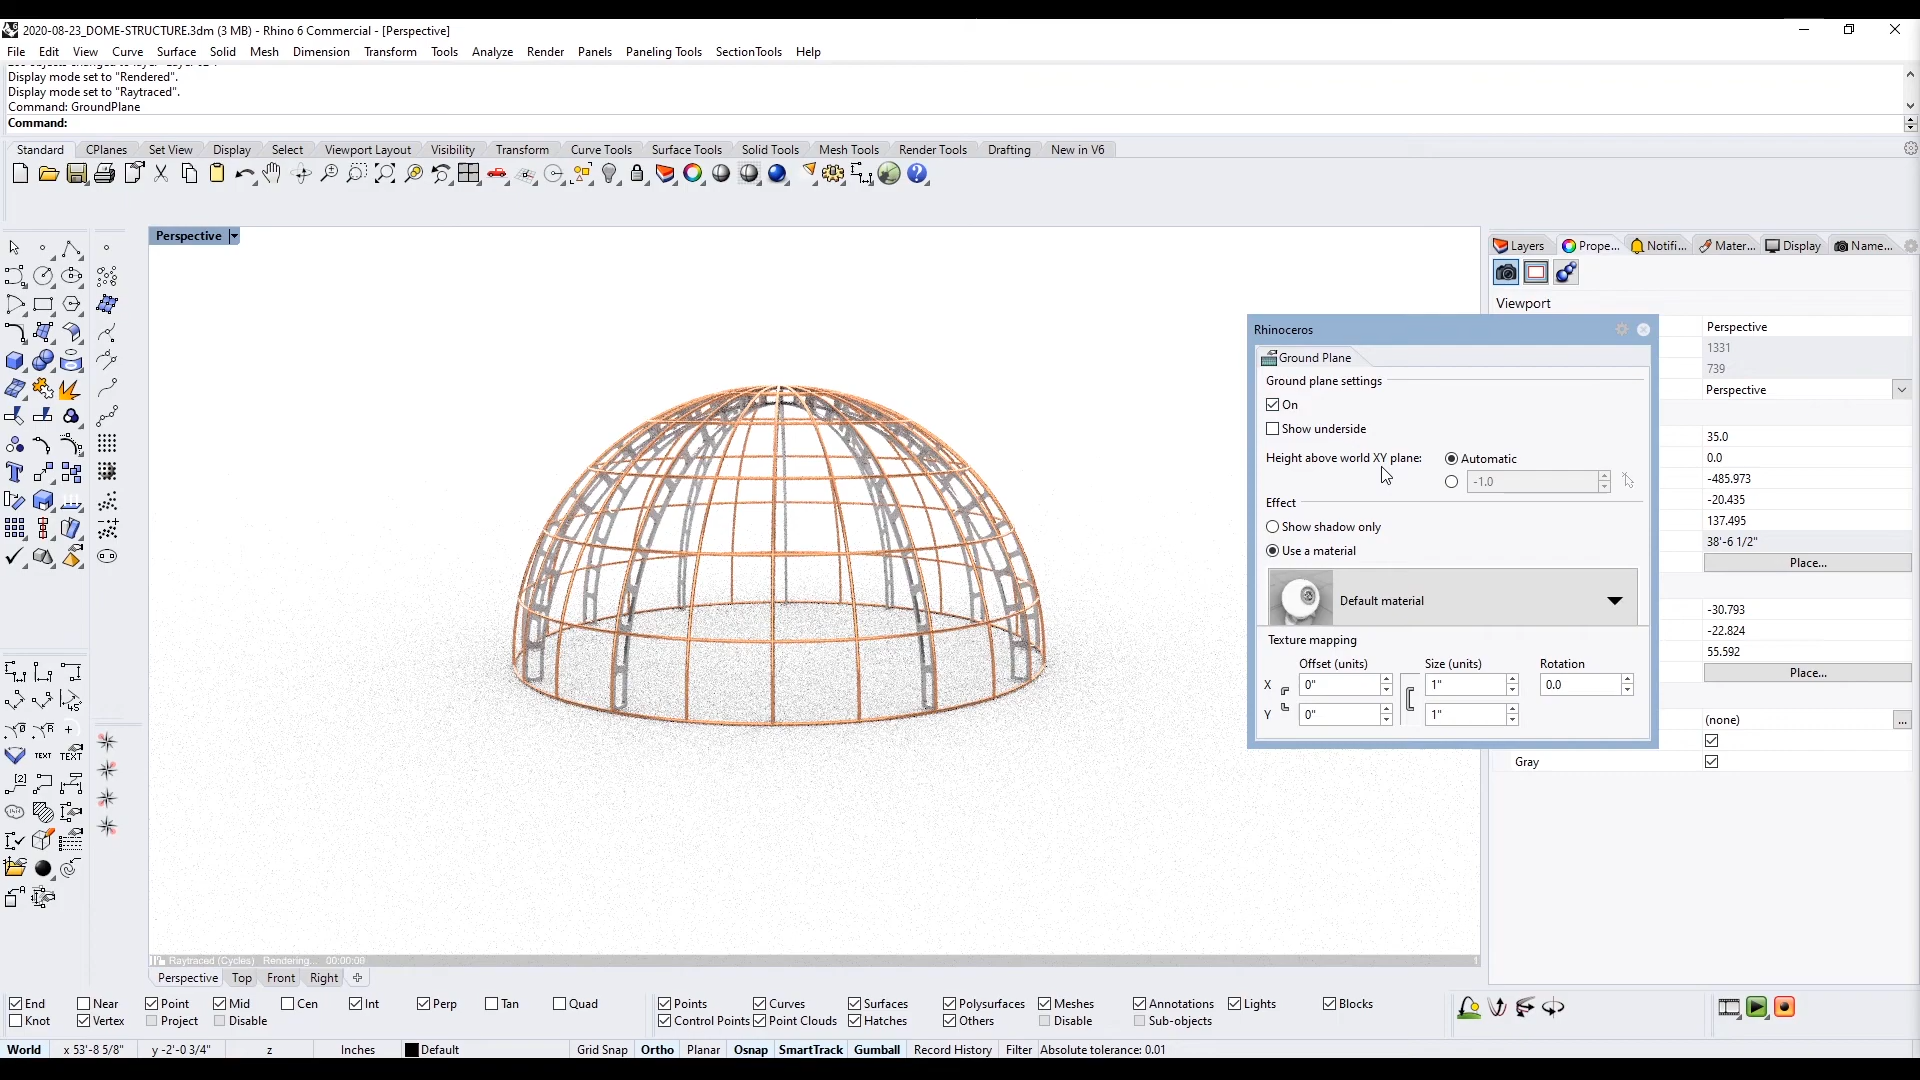 2020-08-23_DOME-STRUCTURE.3dm (3 MB) - Rhino 6 Commercial - [Perspective]
File Edit View Curve Surface Solid Mesh Dimension Transform Tools Analyze Render Panels Paneling Tools SectionTools Help
Display mode set to "Rendered".
Display mode set to "Raytraced".
Command: GroundPlane
Command:
Standard CPlanes Set View Display Select Viewport Layout Visibility Transform Curve Tools Surface Tools Solid Tools Mesh Tools Render Tools Drafting New in V6
Perspective
Layers Prope... Notifi... Mater... Display Name...
Viewport
Perspective
1331
739
Perspective
35.0
0.0
-485.973
-20.435
137.495
38'-6 1/2"
Place...
-30.793
-22.824
55.592
Place...
(none) ...
Gray
Rhinoceros
Ground Plane
Ground plane settings
On
Show underside
Height above world XY plane: Automatic
-1.0
Effect
Show shadow only
Use a material
Default material
Texture mapping
Offset (units) Size (units) Rotation
X 0" 1" 0.0
Y 0" 1"
TEXT TEXT
Raytraced (Cycles) Rendering... 00:00:00 1
Perspective Top Front Right
End Near Point Mid Cen Int Perp Tan Quad Points Curves Surfaces Polysurfaces Meshes Annotations Lights Blocks
Knot Vertex Project Disable Control Points Point Clouds Hatches Others Disable Sub-objects
World x 53'-8 5/8" y -2'-0 3/4" z Inches Default Grid Snap Ortho Planar Osnap SmartTrack Gumball Record History Filter Absolute tolerance: 0.01